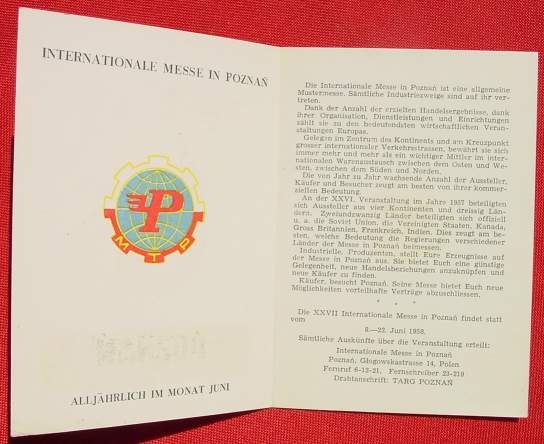 INTERNATIONALE MESSE IN POZNAŃ
P
MTP
ALLJÄHRLICH IM MONAT JUNI
Die Internationale Messe in Poznań ist eine allgemeine
Mustermesse. Sämtliche Industriezweige sind auf ihr ver-
treten.
Dank der Anzahl der erzielten Handelsergebnisse, dank
ihrer Organisation, Dienstleistungen und Einrichtungen
zählt sie zu den bedeutendsten wirtschaftlichen Veran-
staltungen Europas.
Gelegen im Zentrum des Kontinents und am Kreuzpunkt
grosser internationaler Verkehrsstrassen, bewährt sie sich
immer mehr und mehr als ein wichtiger Mittler im inter-
nationalen Warenaustausch zwischen dem Osten und We-
sten, zwischen dem Süden und Norden.
Die von Jahr zu Jahr wachsende Anzahl der Aussteller,
Käufer und Besucher zeugt am besten von ihrer kommer-
ziellen Bedeutung.
An der XXVI. Veranstaltung im Jahre 1957 beteiligten
sich Aussteller aus vier Kontinenten und dreissig Län-
dern. Zweiundzwanzig Länder beteiligten sich offiziell
u. a. die Soviet Union, die Vereinigten Staaten, Kanada,
Gross Britannien, Frankreich, Indien. Dies zeugt am be-
sten, welche Bedeutung die Regierungen verschiedener
Länder der Messe in Poznań beimessen.
Industrielle, Produzenten, stellt Eure Erzeugnisse auf
der Messe in Poznań aus. Sie bietet Euch eine günstige
Gelegenheit, neue Handelsbeziehungen anzuknüpfen und
neue Käufer zu finden.
Käufer, besucht Poznań. Seine Messe bietet Euch neue
Möglichkeiten vorteilhafte Verträge abzuschliessen.
* * *
Die XXVII Internationale Messe in Poznań findet statt
vom
8.—22. Juni 1958.
Sämtliche Auskünfte über die Veranstaltung erteilt:
Internationale Messe in Poznań
Poznań, Głogowskastrasse 14, Polen
Fernruf 6-12-21, Fernschreiber 23-219
Drahtanschrift: TARG POZNAŃ